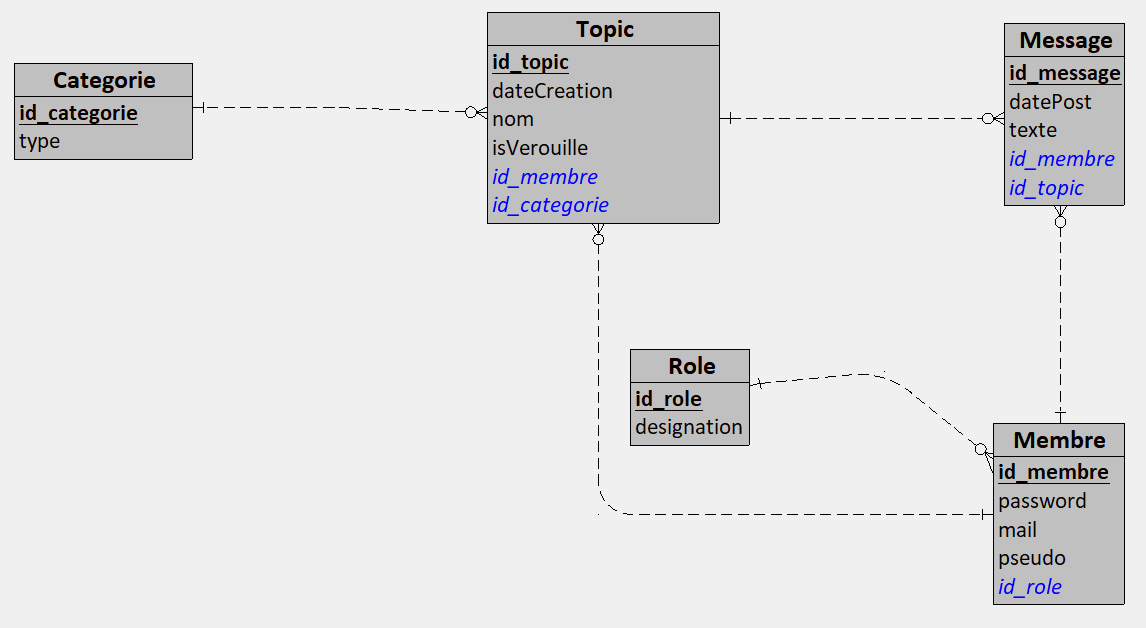 Categorie
id_categorie
type
Topic
id_topic
dateCreation
nom
isVerouille
id_membre
id_categorie
Message
id_message
datePost
texte
id_membre
id_topic
Role
id_role
designation
Membre
id_membre
password
mail
pseudo
id_role